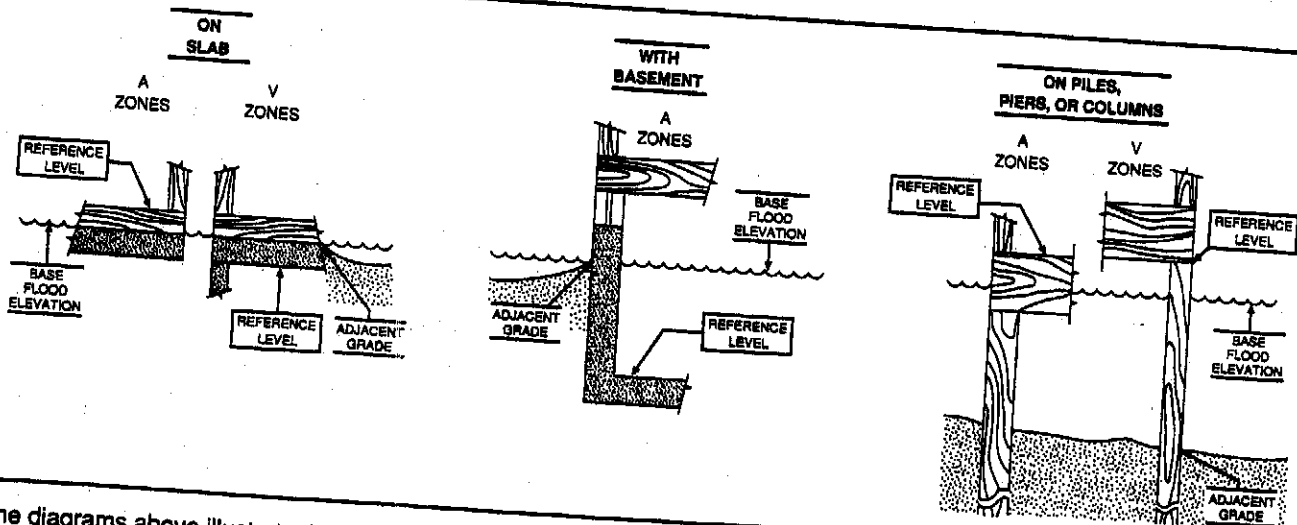 ON
SLAB
A
ZONES
V
ZONES
REFERENCE
LEVEL
BASE
FLOOD
ELEVATION
REFERENCE
LEVEL
ADJACENT
GRADE
WITH
BASEMENT
A
ZONES
BASE
FLOOD
ELEVATION
ADJACENT
GRADE
REFERENCE
LEVEL
ON PILES,
PIERS, OR COLUMNS
A
ZONES
V
ZONES
REFERENCE
LEVEL
REFERENCE
LEVEL
BASE
FLOOD
ELEVATION
ADJACENT
GRADE
diagrams above